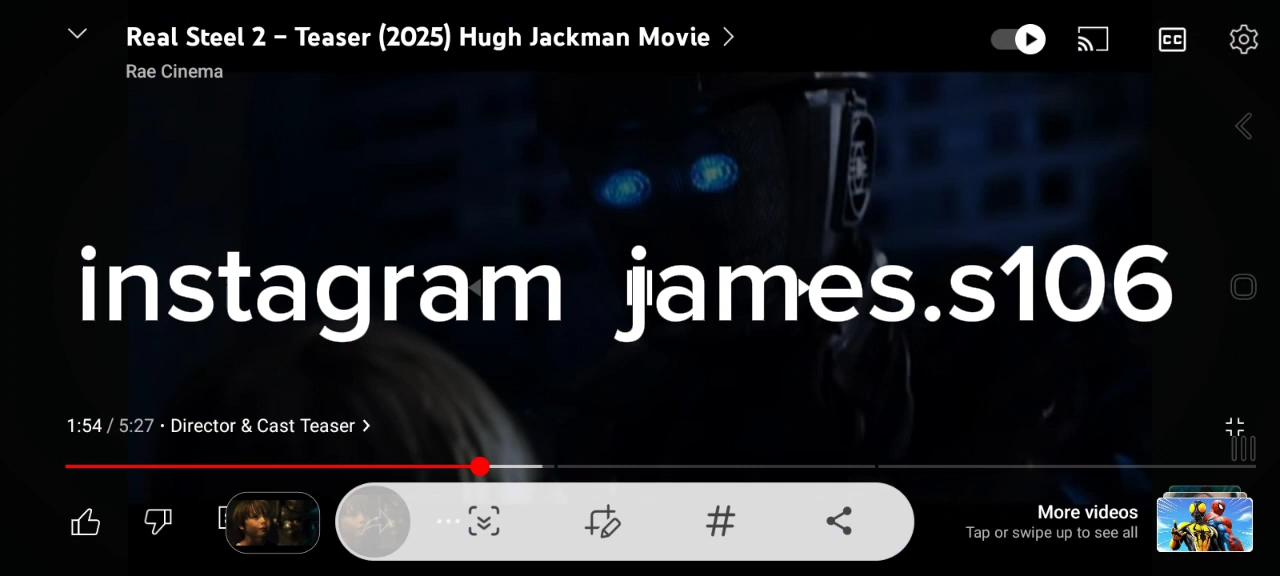 Real Steel 2 – Teaser (2025) Hugh Jackman Movie
Rae Cinema
CC
instagram james.s106
1:54 / 5:27 • Director & Cast Teaser
More videos
Tap or swipe up to see all